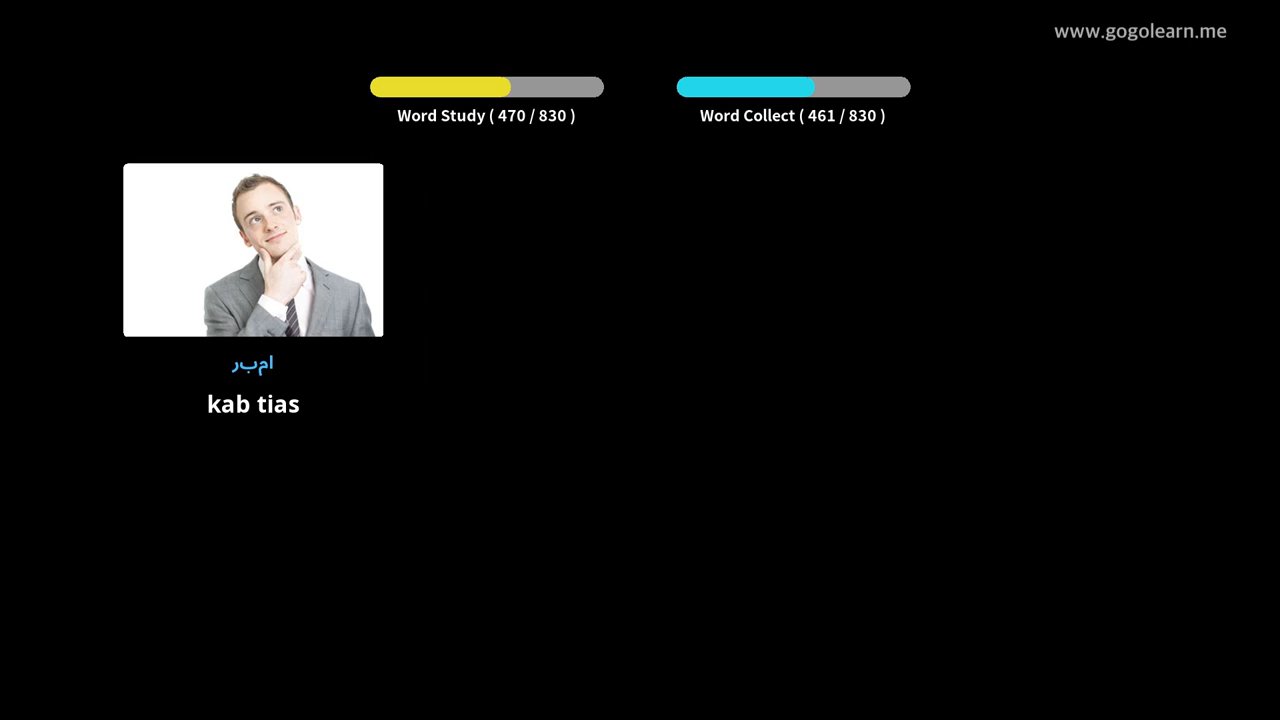 www.gogolearn.me
Word Study ( 470 / 830 )
Word Collect ( 461 / 830 )
امبر
kab tias